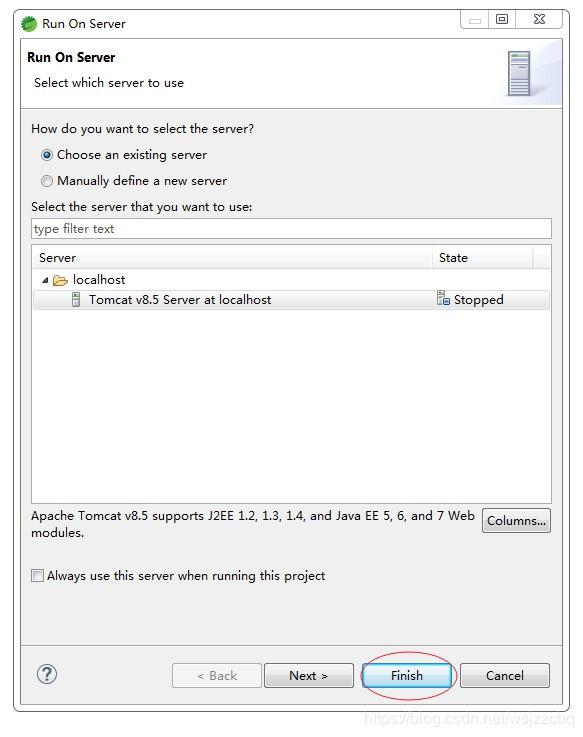 Run On Server
Run On Server
Select which server to use
How do you want to select the server?
Choose an existing server
Manually define a new server
Select the server that you want to use:
type filter text
Server State
localhost
Tomcat v8.5 Server at localhost Stopped
Apache Tomcat v8.5 supports J2EE 1.2, 1.3, 1.4, and Java EE 5, 6, and 7 Web
modules.
Columns...
Always use this server when running this project
? < Back Next > Finish Cancel
https://blog.csdn.net/wsjzzcbq